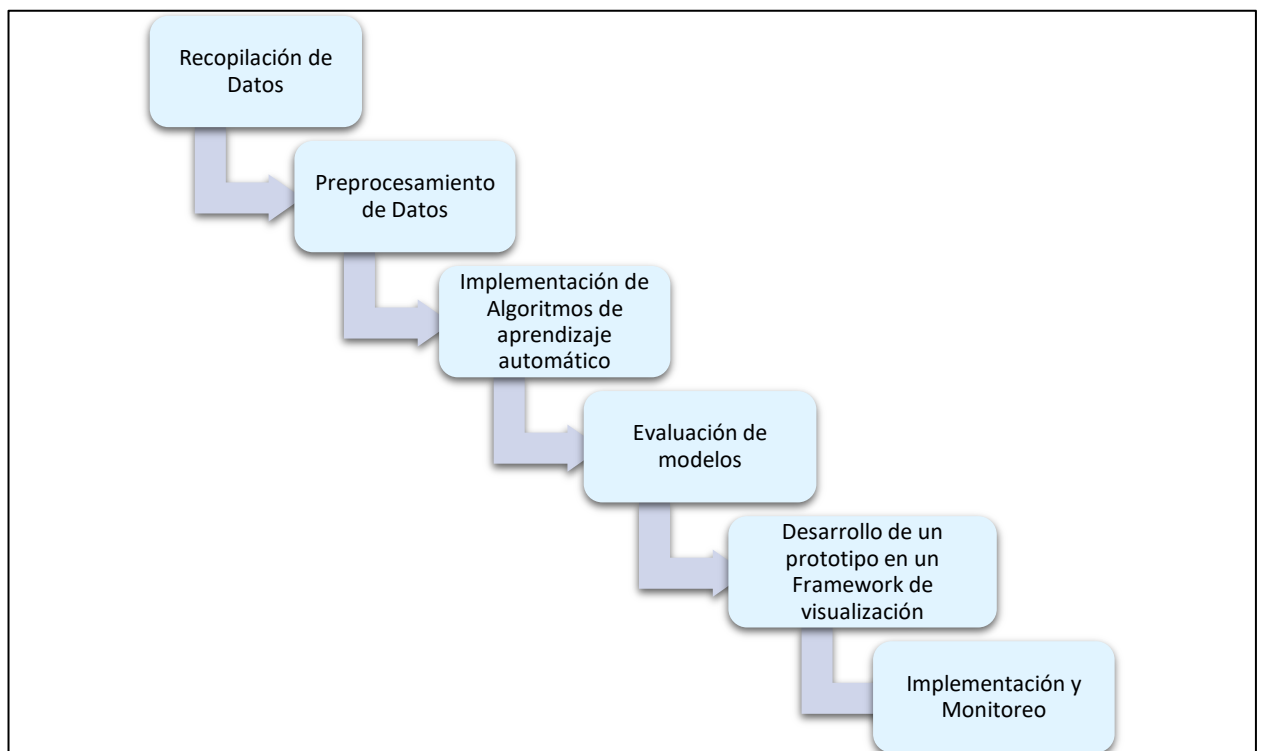 Recopilación de
Datos
Preprocesamiento
de Datos
Implementación de
Algoritmos de
aprendizaje
automático
Evaluación de
modelos
Desarrollo de un
prototipo en un
Framework de
visualización
Implementación y
Monitoreo